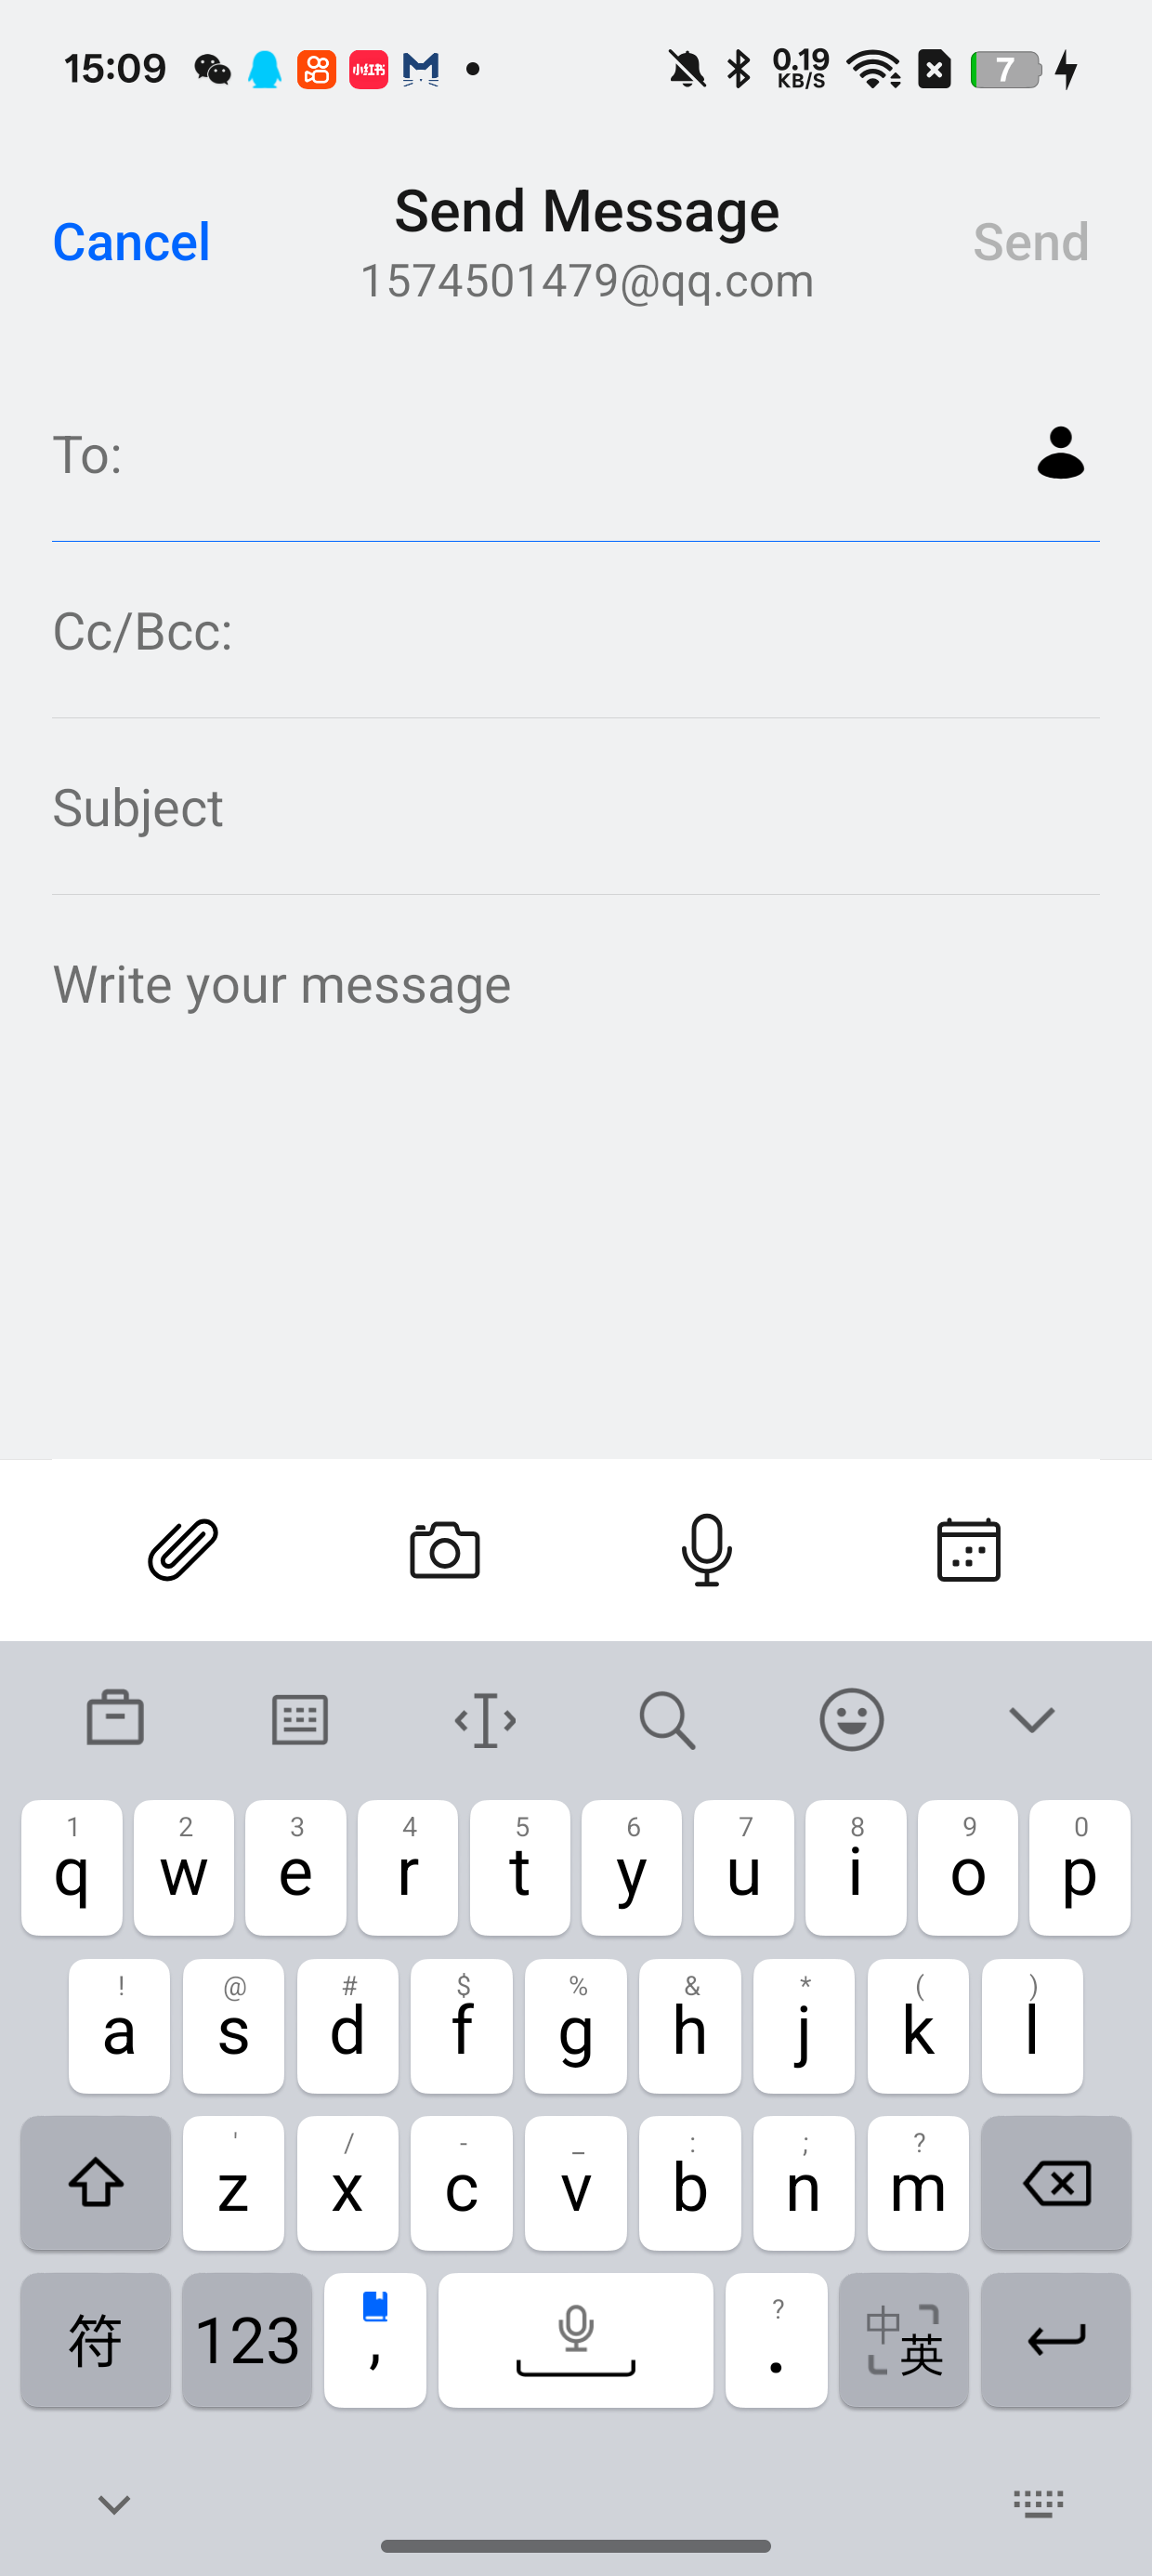 15:09
小红书
0.19
KB/S
7
Cancel
Send Message
Send
1574501479@qq.com
To:
Cc/Bcc:
Subject
Write your message
1 2 3 4 5 6 7 8 9 0
q w e r t y u i o p
! @ # $ % & * ( )
a s d f g h j k l
' / - _ : ; ?
z x c v b n m
?
符 123 , . 中 英